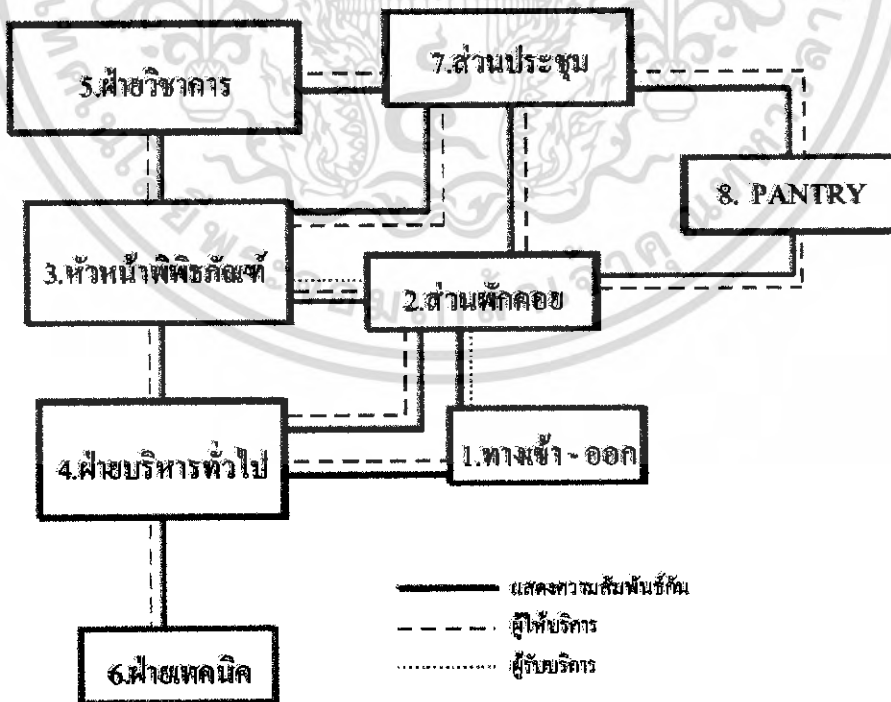 5.ฝ่ายวิชาคาร
7.ส่วนประชุม
8. PANTRY
3.หัวหน้าพิพิธภัณฑ์
2.ส่วนพักคอย
4.ฝ่ายบริหารทั่วไป
1.ทางเข้า - ออก
6.ฝ่ายเทคนิค
แสดงความสัมพันธ์กัน
ผู้ให้บริการ
ผู้รับบริการ